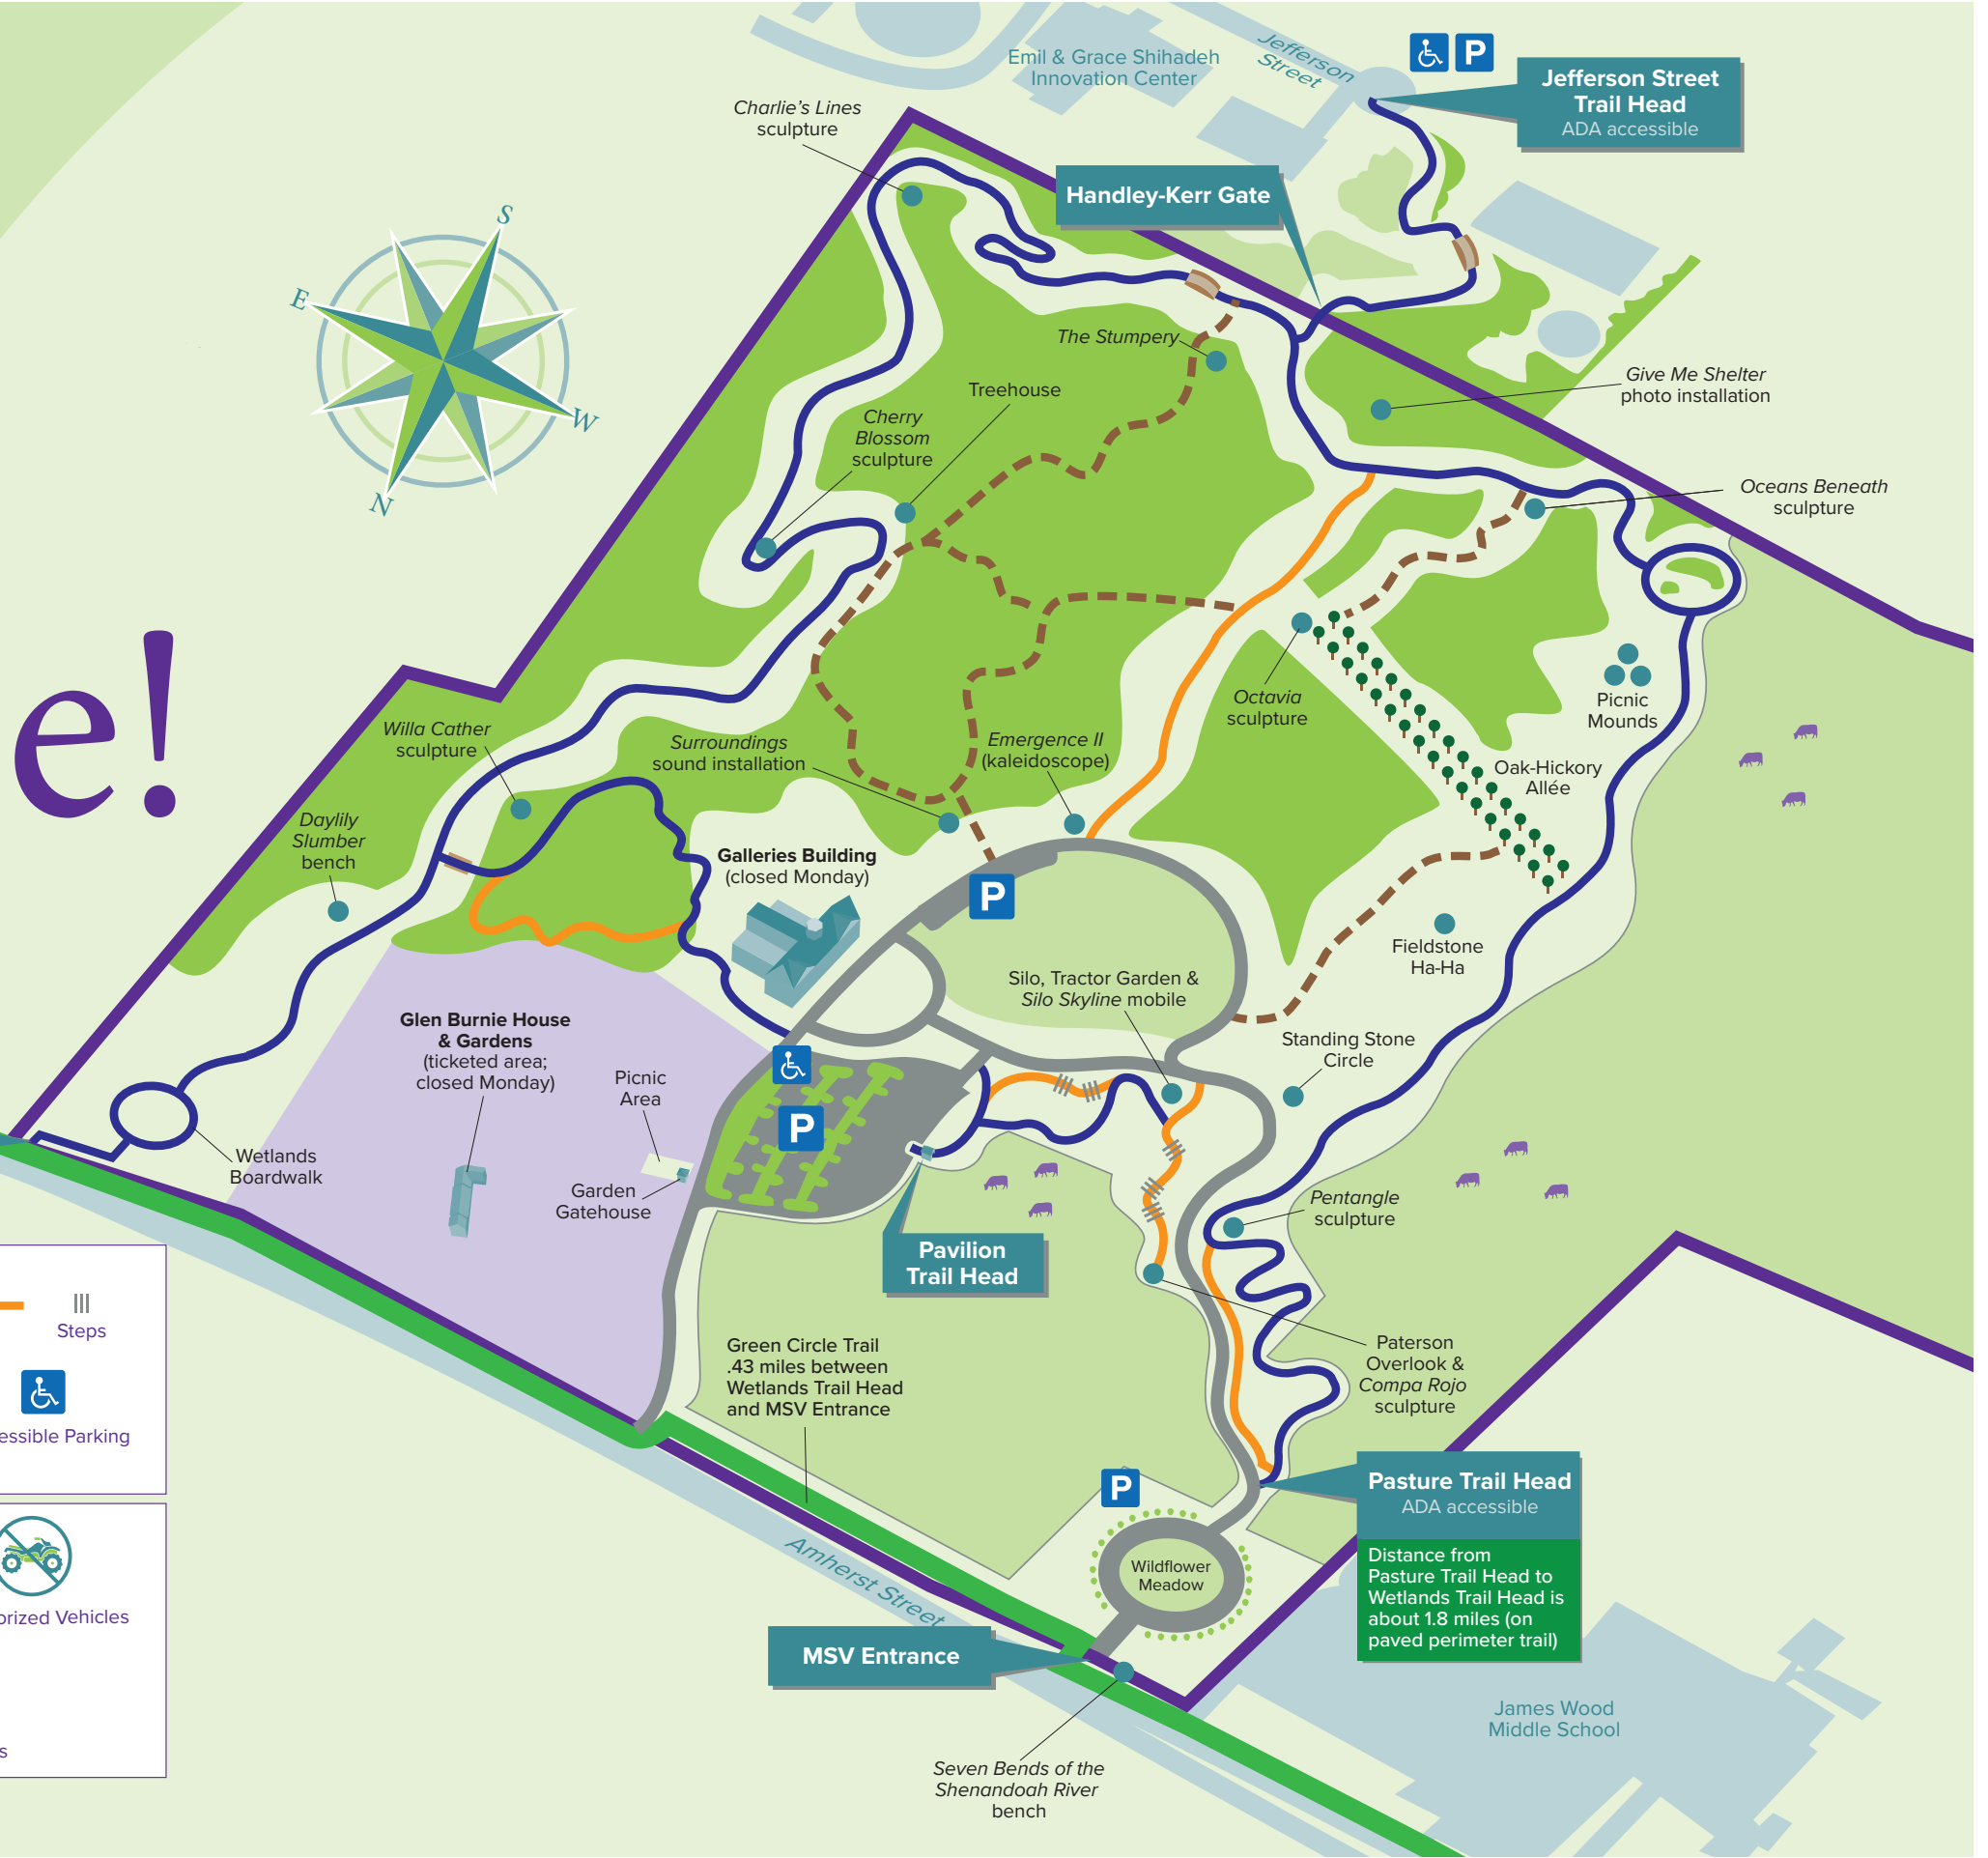 Emil & Grace Shihadeh
Innovation Center
Jefferson
Street
P
Jefferson Street
Trail Head
ADA accessible
Charlie's Lines
sculpture
Handley-Kerr Gate
S
E
W
N
The Stumpery
Treehouse
Cherry
Blossom
sculpture
Give Me Shelter
photo installation
Oceans Beneath
sculpture
e!
Octavia
sculpture
Picnic
Mounds
Willa Cather
sculpture
Surroundings
sound installation
Emergence II
(kaleidoscope)
Oak-Hickory
Allée
Daylily
Slumber
bench
Galleries Building
(closed Monday)
P
Fieldstone
Ha-Ha
Silo, Tractor Garden &
Silo Skyline mobile
Glen Burnie House
& Gardens
(ticketed area;
closed Monday)
Standing Stone
Circle
Picnic
Area
P
Wetlands
Boardwalk
Garden
Gatehouse
Pentangle
sculpture
Pavilion
Trail Head
Steps
Green Circle Trail
.43 miles between
Wetlands Trail Head
and MSV Entrance
Paterson
Overlook &
Compa Rojo
sculpture
essible Parking
P
Pasture Trail Head
ADA accessible
Distance from
Pasture Trail Head to
Wetlands Trail Head is
about 1.8 miles (on
paved perimeter trail)
Wildflower
Meadow
Amherst Street
orized Vehicles
MSV Entrance
James Wood
Middle School
s
Seven Bends of the
Shenandoah River
bench